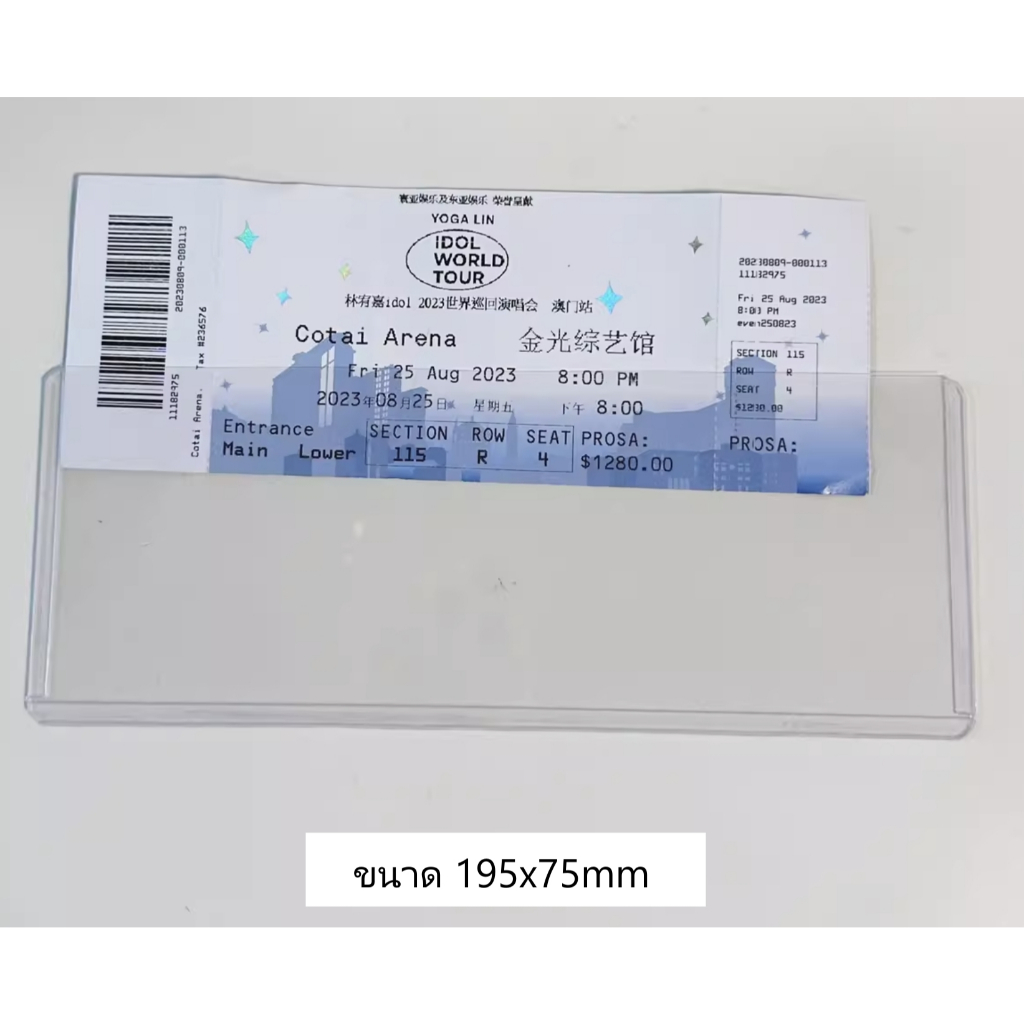 寰亚娱乐及东亚娱乐 荣誉呈献
YOGA LIN
IDOL
WORLD
TOUR
林宥嘉idol 2023世界巡回演唱会 澳门站
Cotai Arena 金光综艺馆
Fri 25 Aug 2023 8:00 PM
2023年08月25日 星期五 下午 8:00
Entrance
Main Lower
SECTION ROW SEAT
115 R 4
PROSA:
$1280.00
20230809-000113
11182975
Cotai Arena. Tax #236576
20230809-000113
11182975
Fri 25 Aug 2023
8:00 PM
even250823
SECTION 115
ROW R
SEAT 4
$1280.00
PROSA:
ขนาด 195x75mm